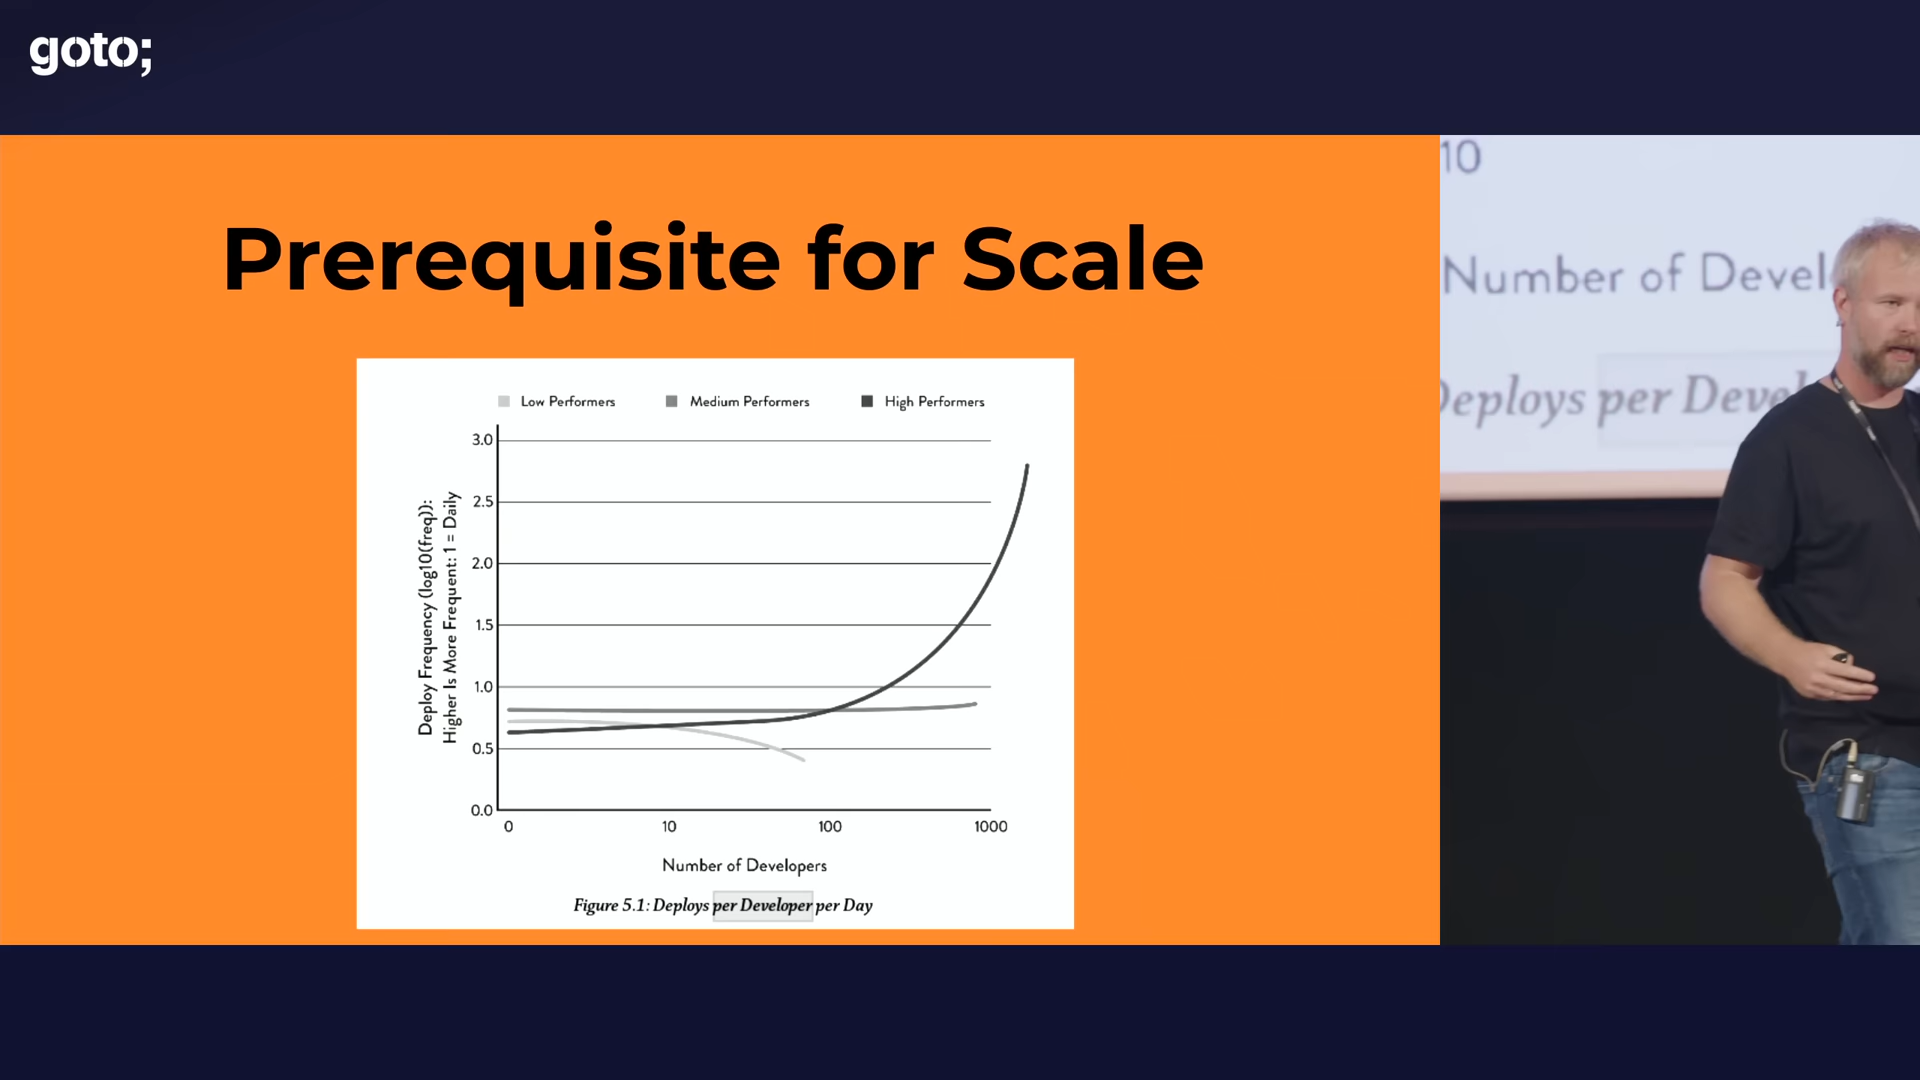 goto;
Prerequisite for Scale
Low Performers Medium Performers High Performers
Deploy Frequency (log10(freq)):
Higher Is More Frequent: 1 = Daily
3.0
2.5
2.0
1.5
1.0
0.5
0.0
0 10 100 1000
Number of Developers
Figure 5.1: Deploys per Developer per Day
10
Number of Devel
Deploys per Deve